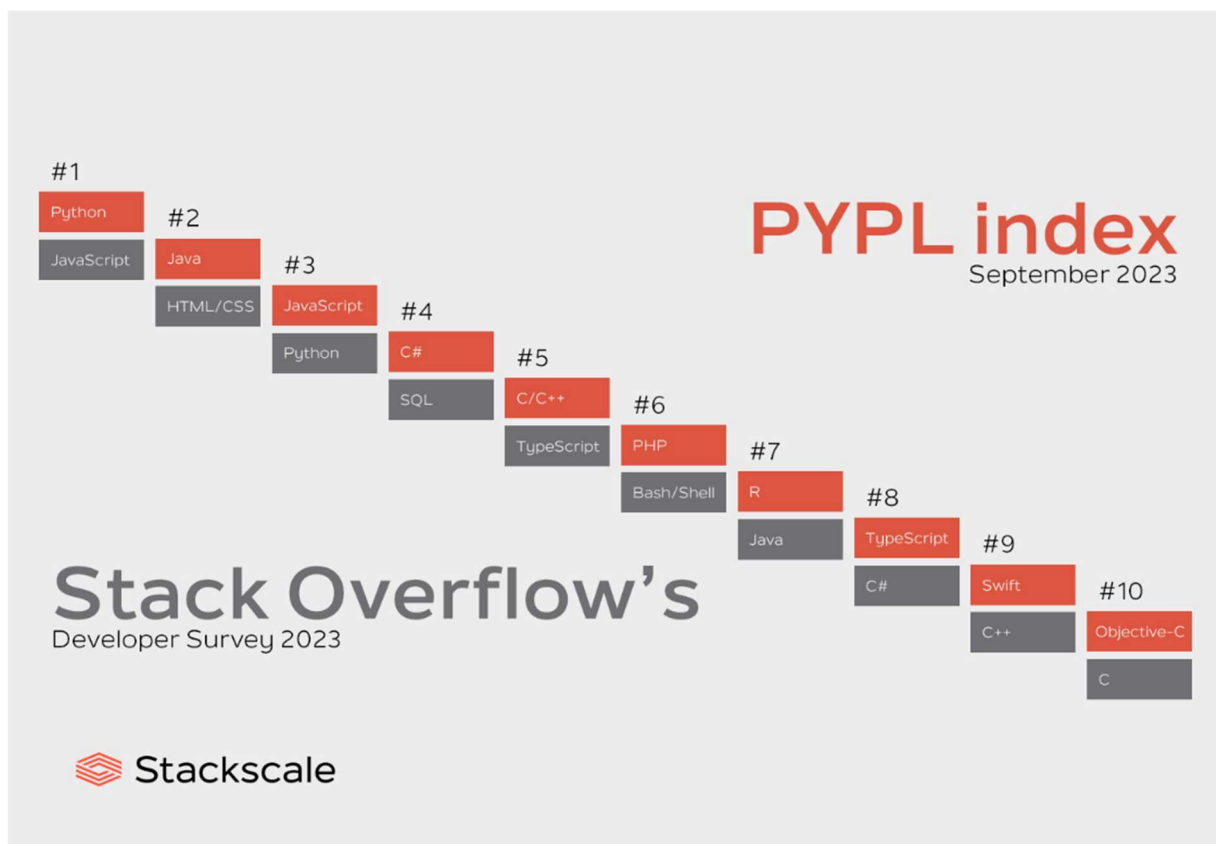 #1
Python
JavaScript
#2
Java
HTML/CSS
#3
JavaScript
Python
#4
C#
SQL
#5
C/C++
TypeScript
#6
PHP
Bash/Shell
#7
R
Java
#8
TypeScript
C#
#9
Swift
C++
#10
Objective-C
C
PYPL index
September 2023
Stack Overflow's
Developer Survey 2023
Stackscale